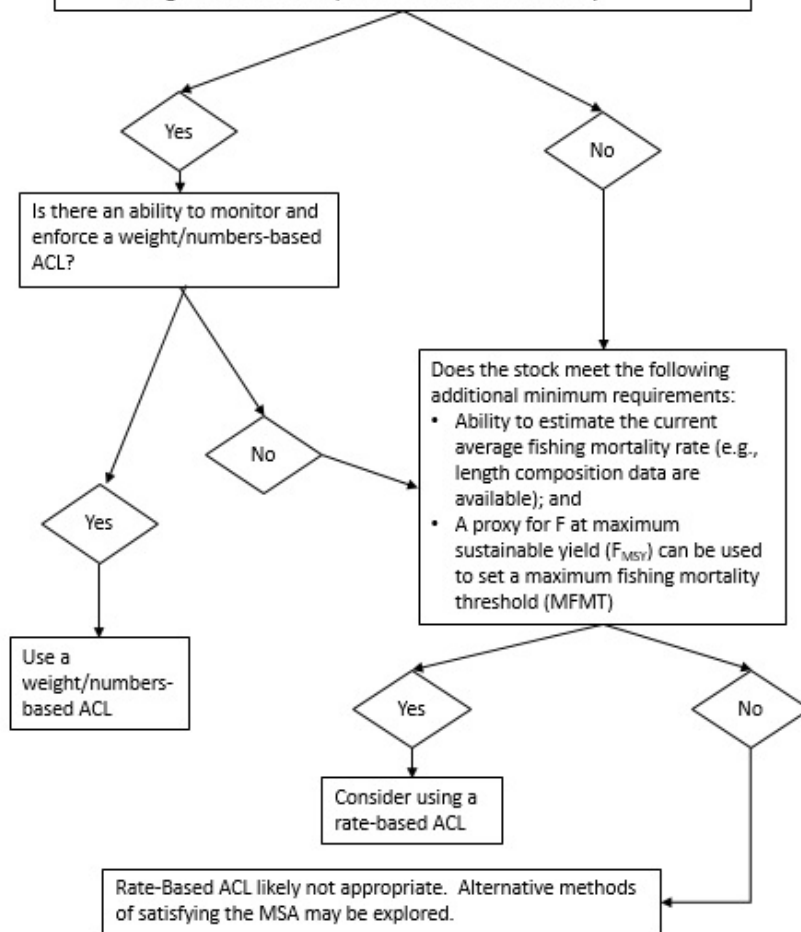 Yes
No
Is there an ability to monitor and
enforce a weight/numbers-based
ACL?
Does the stock meet the following
additional minimum requirements:
• Ability to estimate the current
average fishing mortality rate (e.g.,
length composition data are
available); and
• A proxy for F at maximum
sustainable yield (FMSY) can be used
to set a maximum fishing mortality
threshold (MFMT)
No
Yes
Use a
weight/numbers-
based ACL
Yes
No
Consider using a
rate-based ACL
Rate-Based ACL likely not appropriate.  Alternative methods
of satisfying the MSA may be explored.